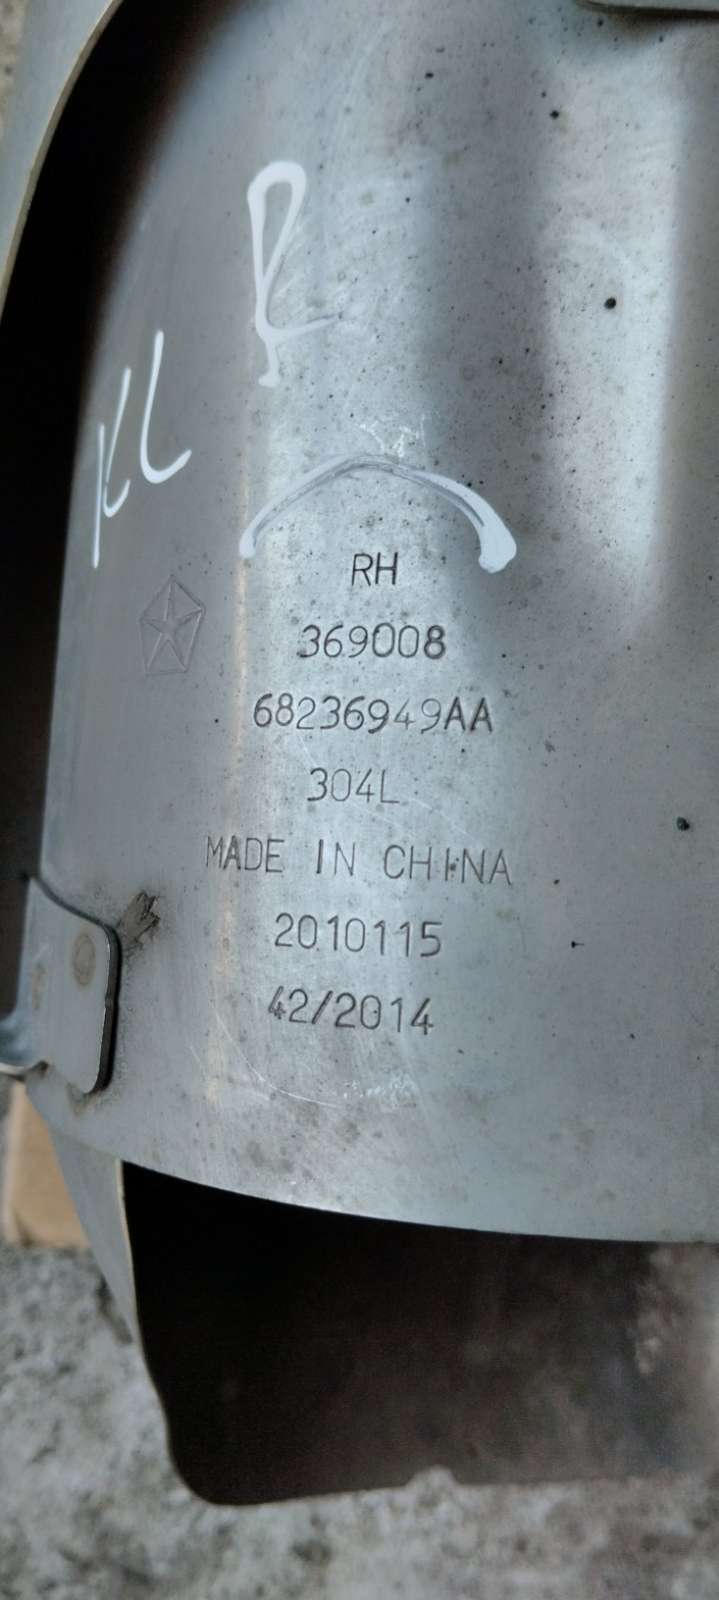 R
KL
RH
369008
68236949AA
304L
MADE IN CHINA
2010115
42/2014